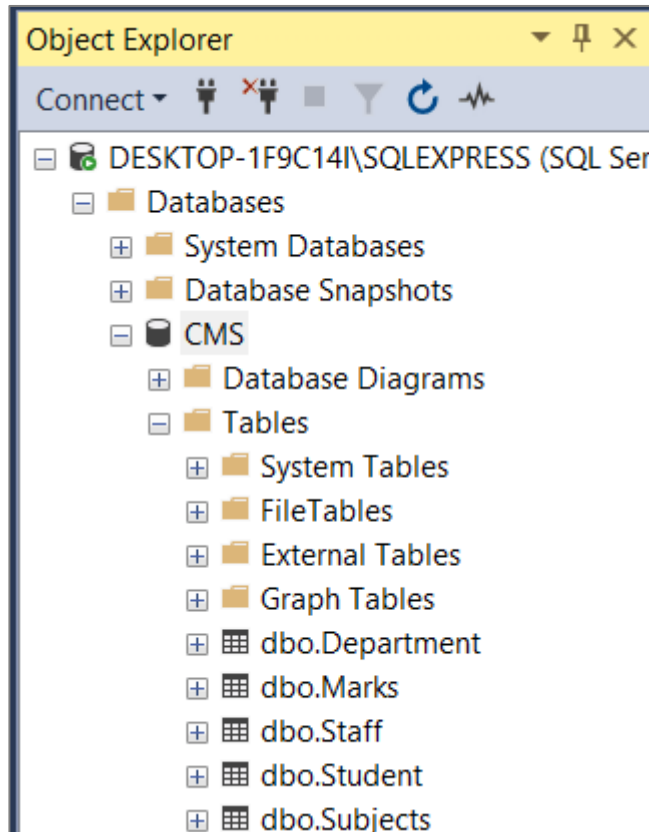 Object Explorer
Connect
DESKTOP-1F9C14I\SQLEXPRESS (SQL Ser
Databases
System Databases
Database Snapshots
CMS
Database Diagrams
Tables
System Tables
FileTables
External Tables
Graph Tables
dbo.Department
dbo.Marks
dbo.Staff
dbo.Student
dbo.Subjects